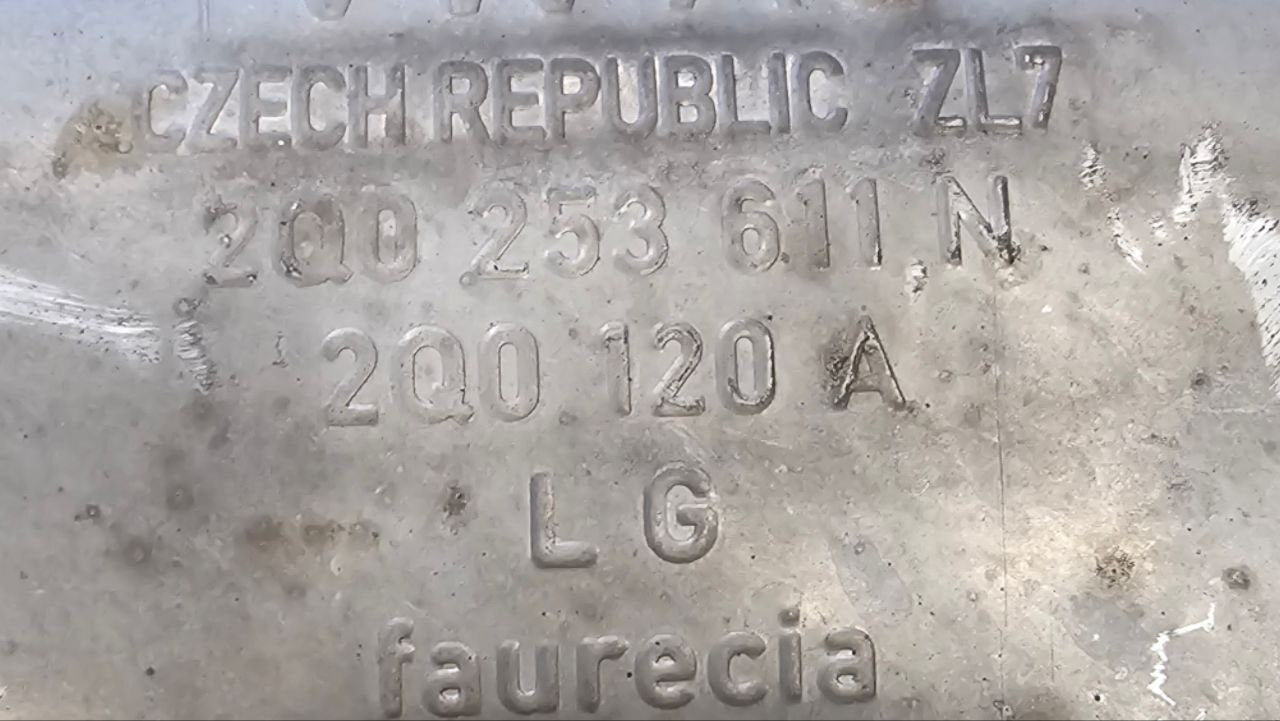 CZECH REPUBLIC ZL7
2Q0 253 611 N
2Q0 120 A
L G
faurecia